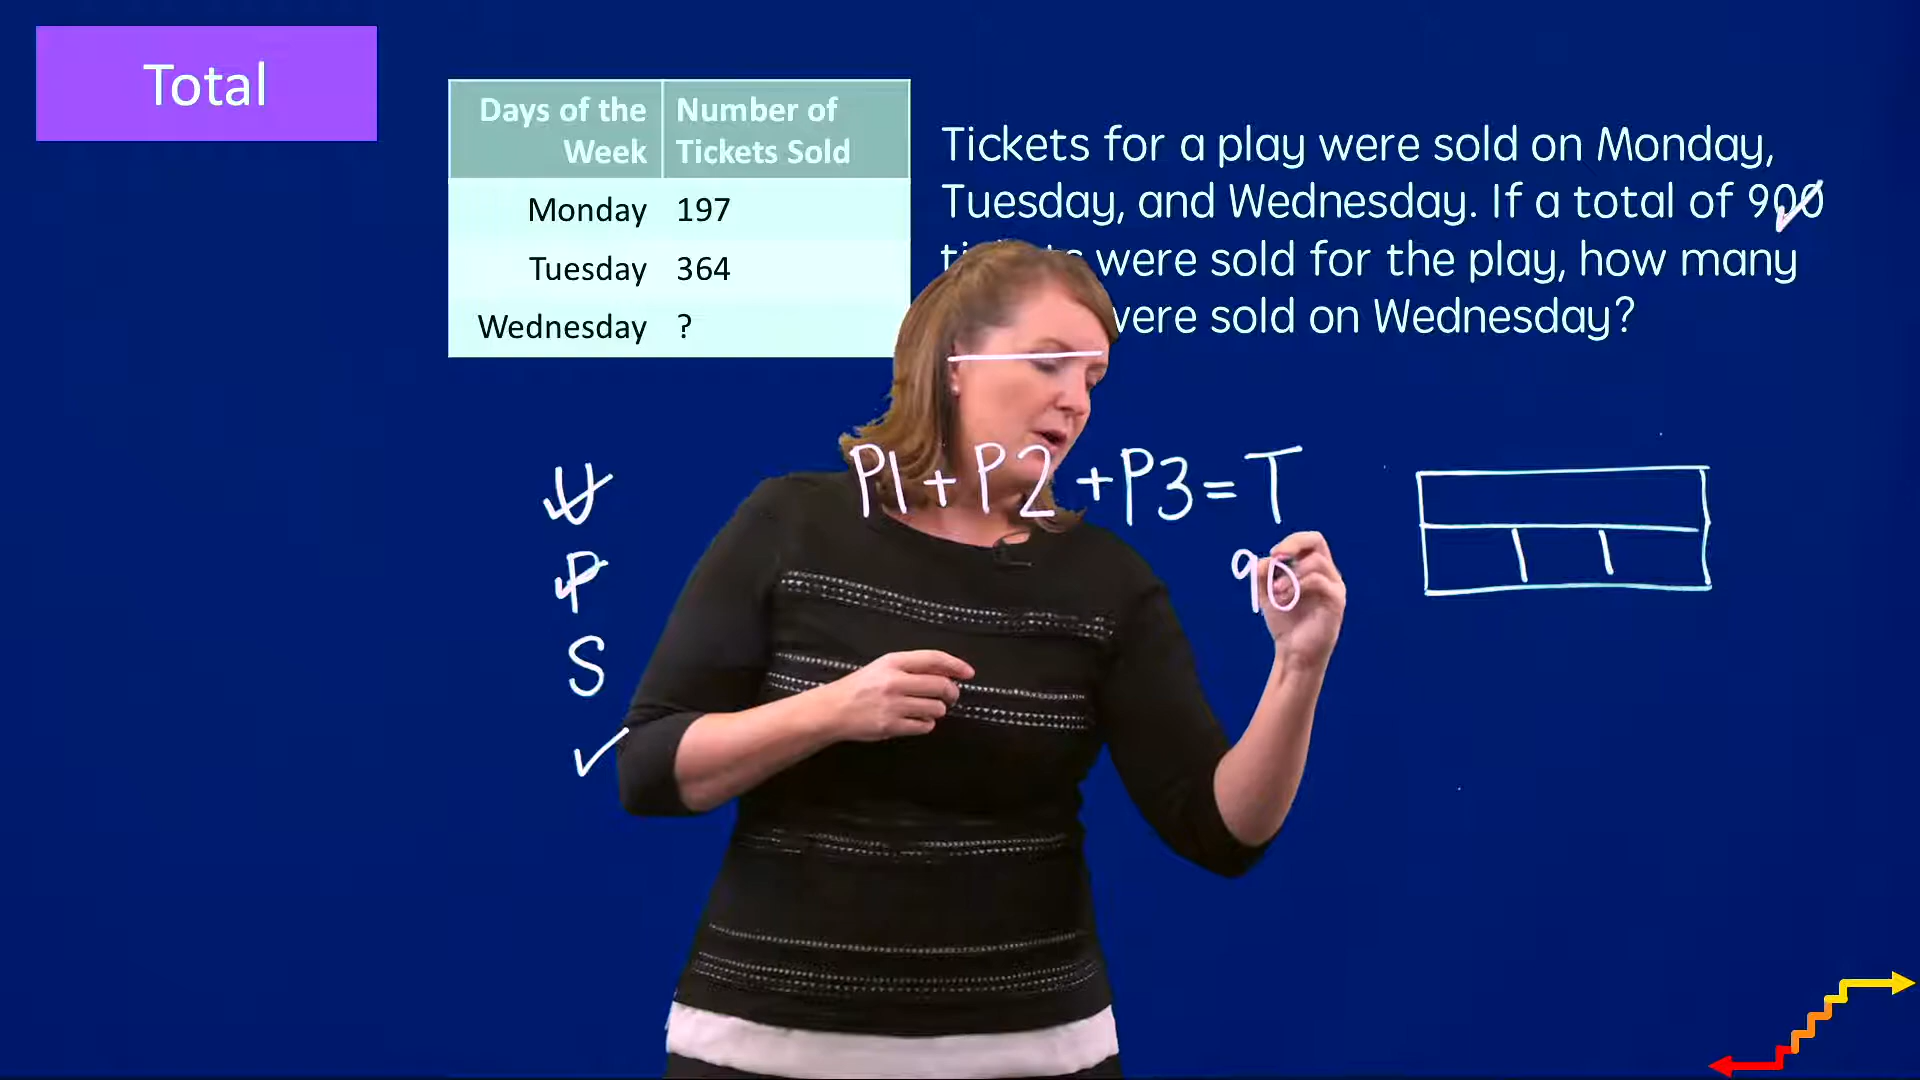 Total
Days of the Week
Number of Tickets Sold
Monday 197
Tuesday 364
Wednesday ?
Tickets for a play were sold on Monday,
Tuesday, and Wednesday. If a total of 900
were sold for the play, how many
were sold on Wednesday?
U
P
S
✓
P1 + P2 + P3 = T
90